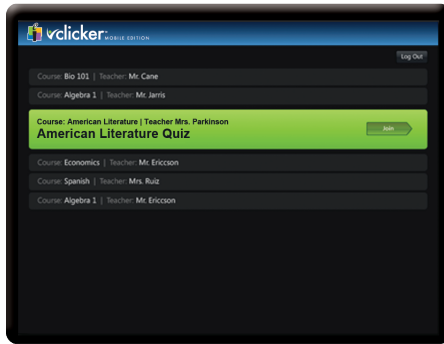 vclicker™ MOBILE EDITION
Log Out
Course: Bio 101 | Teacher: Mr. Cane
Course: Algebra 1 | Teacher: Mr. Jarris
Course: American Literature | Teacher Mrs. Parkinson
American Literature Quiz
Join
Course: Economics | Teacher: Mr. Ericcson
Course: Spanish | Teacher: Mrs. Ruiz
Course: Algebra 1 | Teacher: Mr. Ericcson